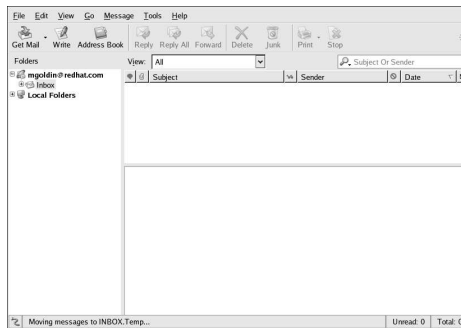 File Edit View Go Message Tools Help
Get Mail Write Address Book Reply Reply All Forward Delete Junk Print Stop
Folders View: All Subject Or Sender
Subject Sender Date
mgoldin@redhat.com
Inbox
Local Folders
Moving messages to INBOX.Temp... Unread: 0 Total: 0